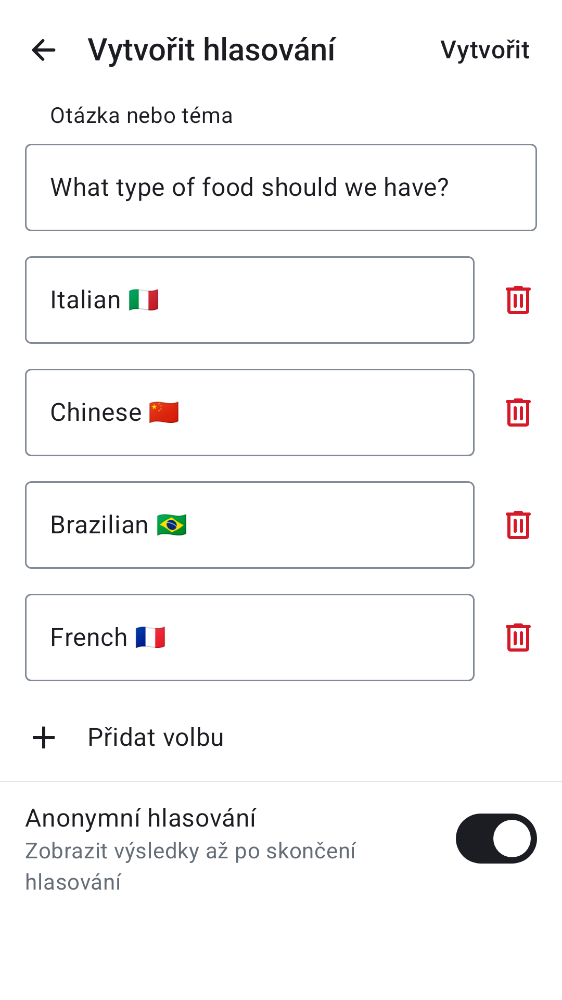 Vytvořit hlasování
Vytvořit
Otázka nebo téma
What type of food should we have?
Italian 🇮🇹
Chinese 🇨🇳
Brazilian 🇧🇷
French 🇫🇷
Přidat volbu
Anonymní hlasování
Zobrazit výsledky až po skončení
hlasování